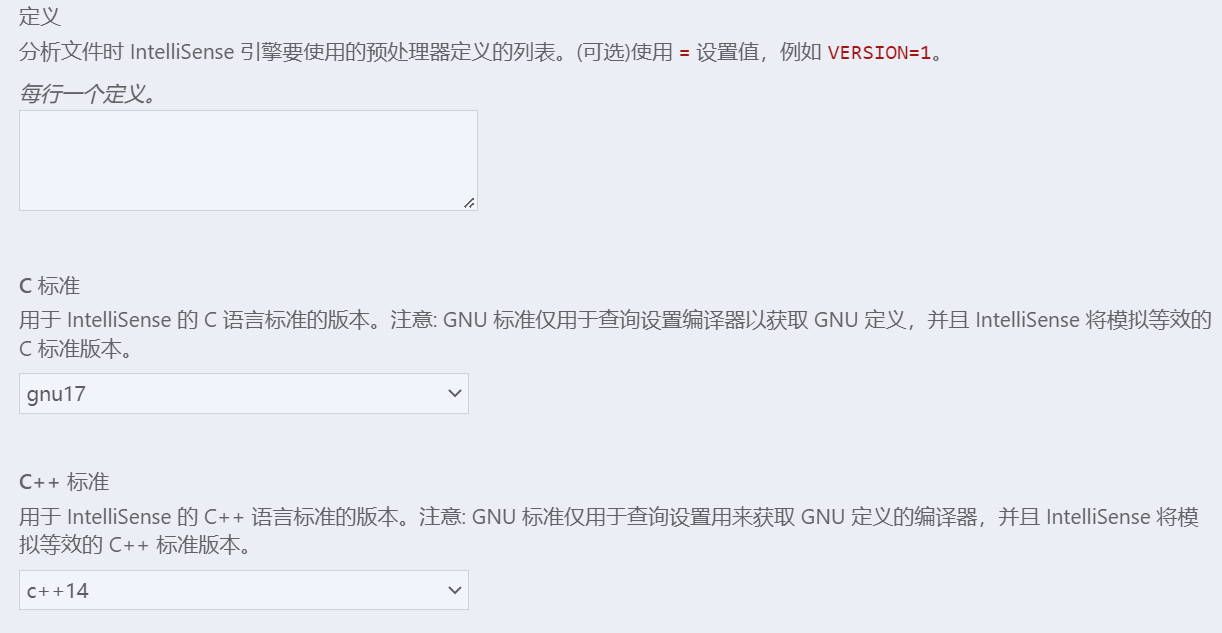 定义
分析文件时 IntelliSense 引擎要使用的预处理器定义的列表。(可选)使用 = 设置值，例如 VERSION=1。
每行一个定义。
C 标准
用于 IntelliSense 的 C 语言标准的版本。注意: GNU 标准仅用于查询设置编译器以获取 GNU 定义，并且 IntelliSense 将模拟等效的
C 标准版本。
gnu17
C++ 标准
用于 IntelliSense 的 C++ 语言标准的版本。注意: GNU 标准仅用于查询设置用来获取 GNU 定义的编译器，并且 IntelliSense 将模
拟等效的 C++ 标准版本。
c++14